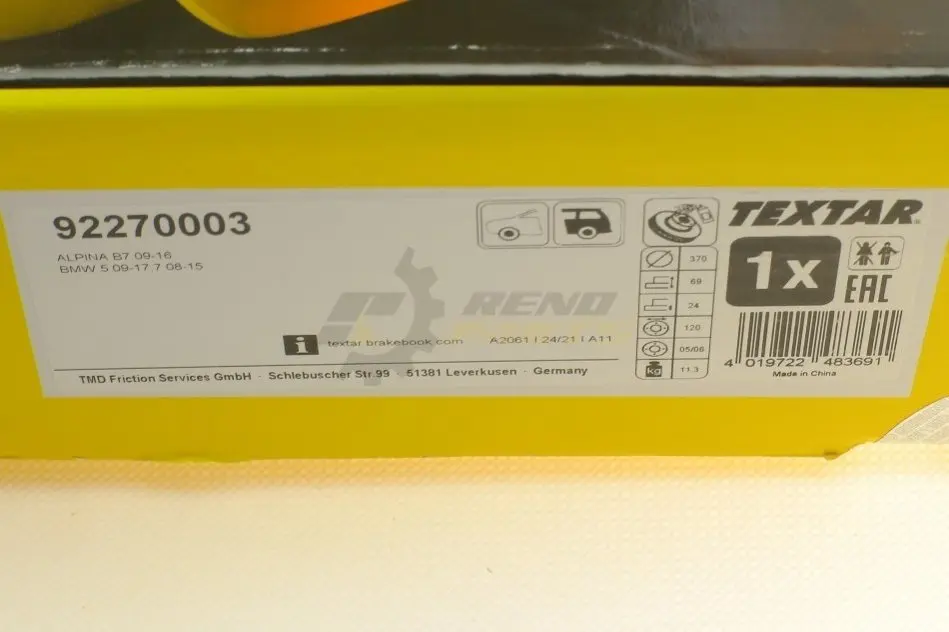 92270003
ALPINA B7 09-16
BMW 5 09-17 7 08-15
TEXTAR
1x
EAC
370
69
24
120
05/08
kg 11.3
RENO
i textar.brakebook.com A2061 | 24/21 | A11
TMD Friction Services GmbH · Schlebuscher Str.99 · 51381 Leverkusen · Germany
4 019722 483691
Made in China